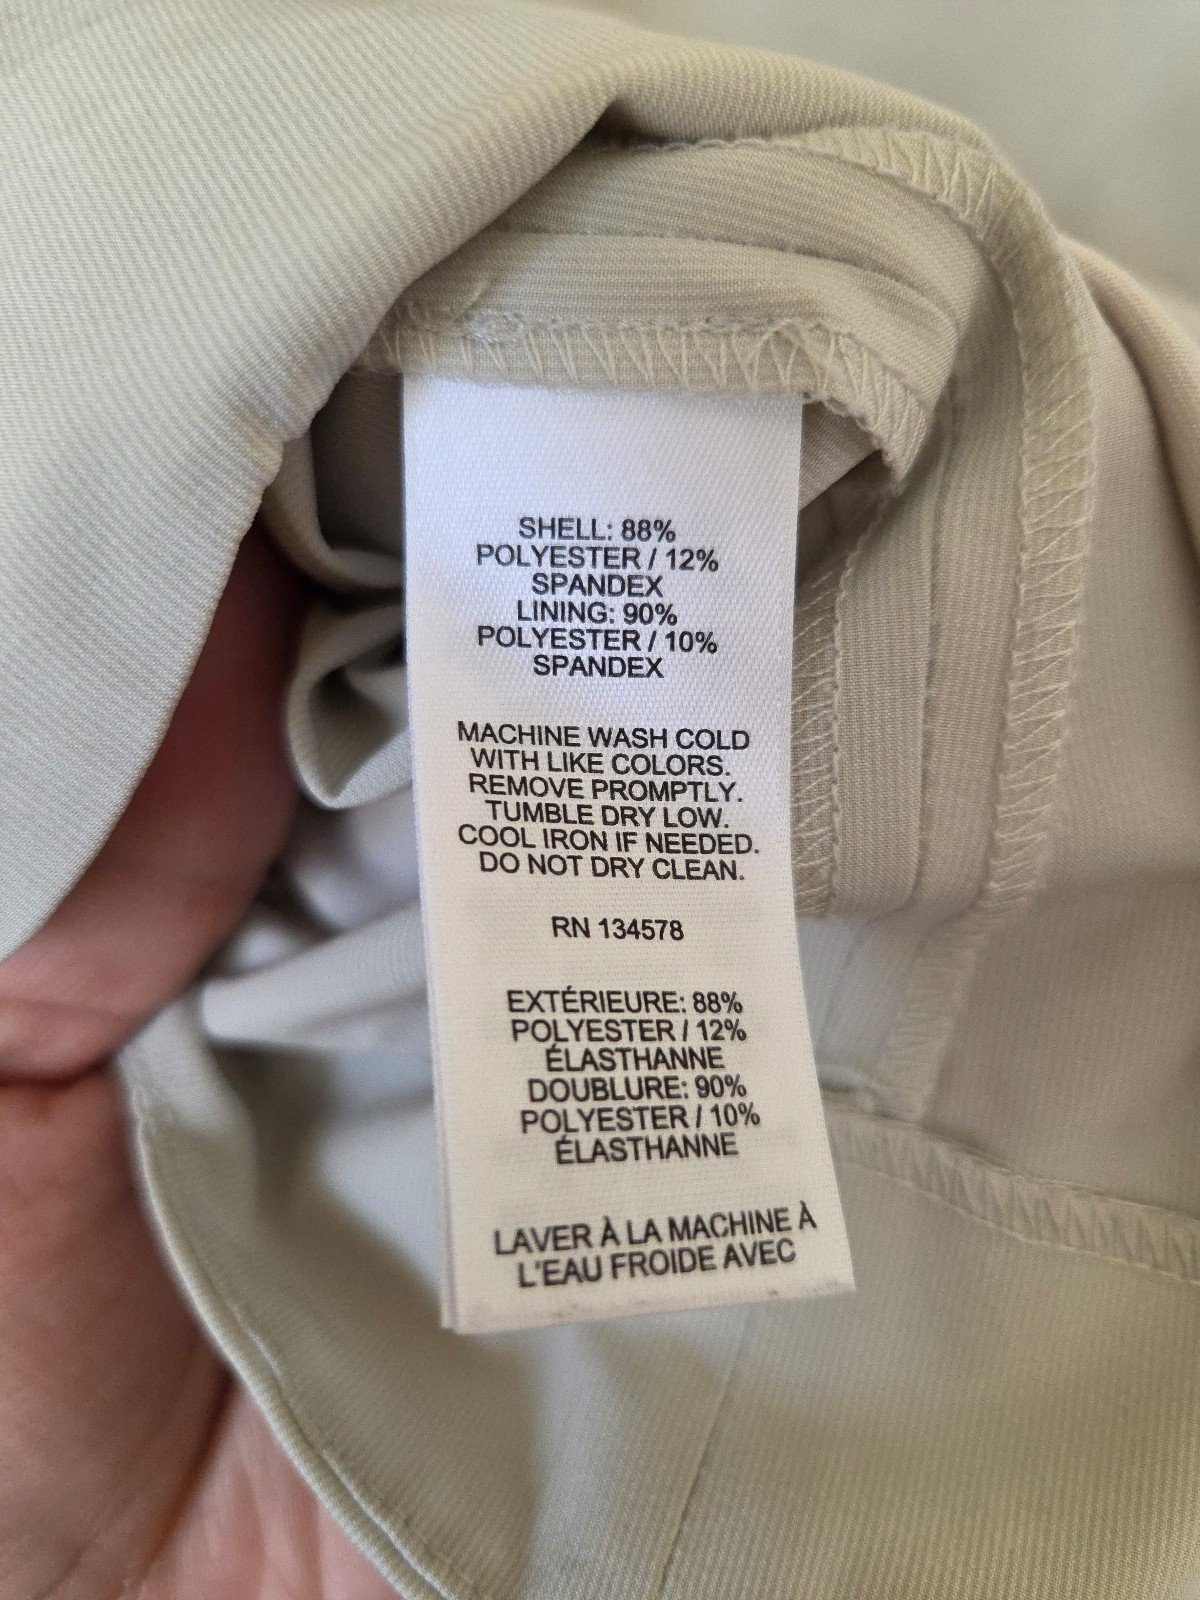 SHELL: 88%
POLYESTER / 12%
SPANDEX
LINING: 90%
POLYESTER / 10%
SPANDEX
MACHINE WASH COLD
WITH LIKE COLORS.
REMOVE PROMPTLY.
TUMBLE DRY LOW.
COOL IRON IF NEEDED.
DO NOT DRY CLEAN.
RN 134578
EXTÉRIEURE: 88%
POLYESTER / 12%
ÉLASTHANNE
DOUBLURE: 90%
POLYESTER / 10%
ÉLASTHANNE
LAVER À LA MACHINE À
L'EAU FROIDE AVEC